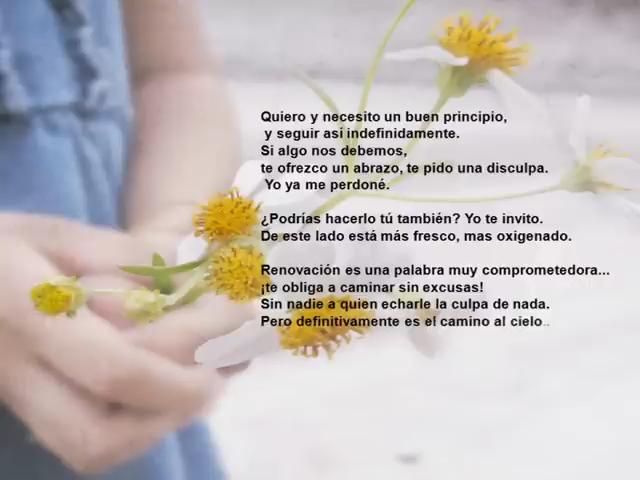 Quiero y necesito un buen principio,
y seguir así indefinidamente.
Si algo nos debemos,
te ofrezco un abrazo, te pido una disculpa.
Yo ya me perdoné.
¿Podrías hacerlo tú también? Yo te invito.
De este lado está más fresco, mas oxigenado.
Renovación es una palabra muy comprometedora...
¡te obliga a caminar sin excusas!
Sin nadie a quien echarle la culpa de nada.
Pero definitivamente es el camino al cielo..